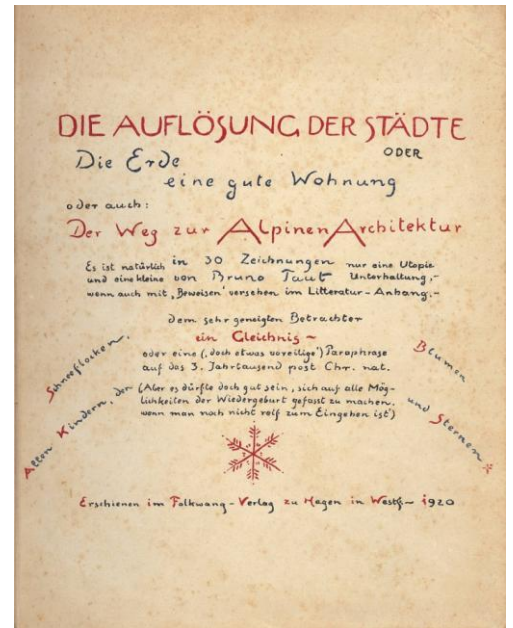 DIE AUFLÖSUNG DER STÄDTE
ODER
Die Erde
eine gute Wohnung
oder auch:
Der Weg zur Alpinen Architektur
Es ist natürlich in 30 Zeichnungen nur eine Utopie
und eine kleine von Bruno Taut Unterhaltung,-
wenn auch mit „Beweisen“ versehen im Litteratur-Anhang.-
dem sehr geneigten Betrachter
ein Gleichnis ~
oder eine (‚doch etwas voreilige‘) Paraphrase
auf das 3. Jahrtausend post Chr. nat.
(Aber es dürfte doch gut sein, sich auf alle Mög-
lichkeiten der Wiedergeburt gefasst zu machen,
wenn man noch nicht reif zum Eingehen ist)
Allen Kindern, der Schneeflocken,
Blumen und Sternen
Erschienen im Folkwang-Verlag zu Hagen in Westf- 1920